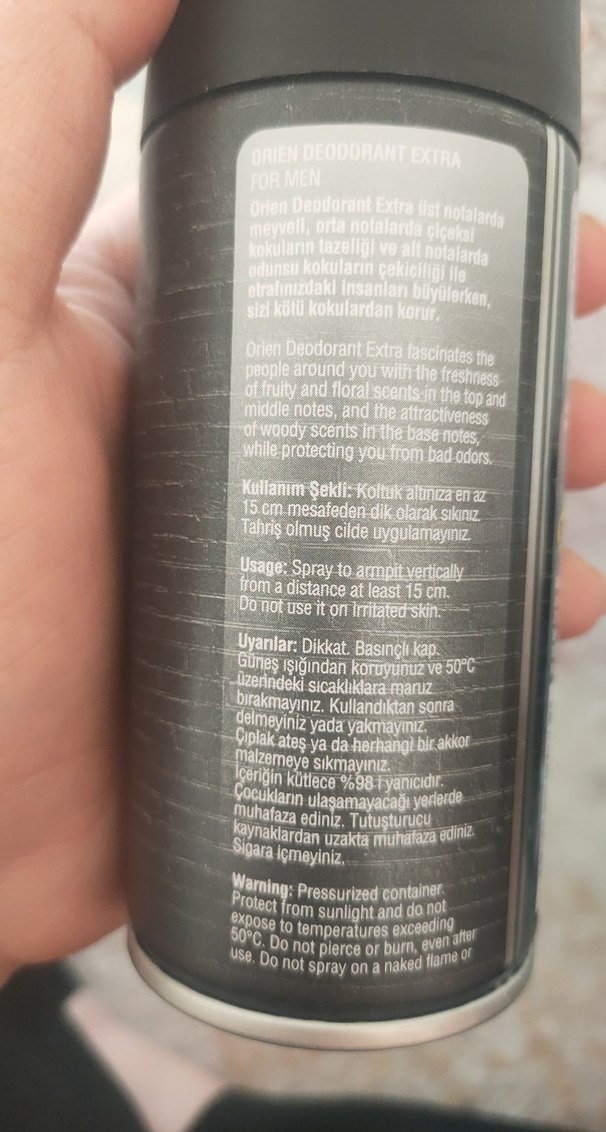 ORIEN DEODORANT EXTRA
FOR MEN
Orien Deodorant Extra üst notalarda
meyveli, orta notalarda çiçeksi
kokuların tazeliği ve alt notalarda
odunsu kokuların çekiciliği ile
etrafınızdaki insanları büyülerken,
sizi kötü kokulardan korur.
Orien Deodorant Extra fascinates the
people around you with the freshness
of fruity and floral scents in the top and
middle notes, and the attractiveness
of woody scents in the base notes,
while protecting you from bad odors.
Kullanım Şekli: Koltuk altınıza en az
15 cm mesafeden dik olarak sıkınız.
Tahriş olmuş cilde uygulamayınız.
Usage: Spray to armpit vertically
from a distance at least 15 cm.
Do not use it on irritated skin.
Uyarılar: Dikkat. Basınçlı kap.
Güneş ışığından koruyunuz ve 50°C
üzerindeki sıcaklıklara maruz
bırakmayınız. Kullandıktan sonra
delmeyiniz yada yakmayınız.
Çıplak ateş ya da herhangi bir akkor
malzemeye sıkmayınız.
İçeriğin kütlece %98'i yanıcıdır.
Çocukların ulaşamayacağı yerlerde
muhafaza ediniz. Tutuşturucu
kaynaklardan uzakta muhafaza ediniz.
Sigara İçmeyiniz.
Warning: Pressurized container.
Protect from sunlight and do not
expose to temperatures exceeding
50°C. Do not pierce or burn, even after
use. Do not spray on a naked flame or